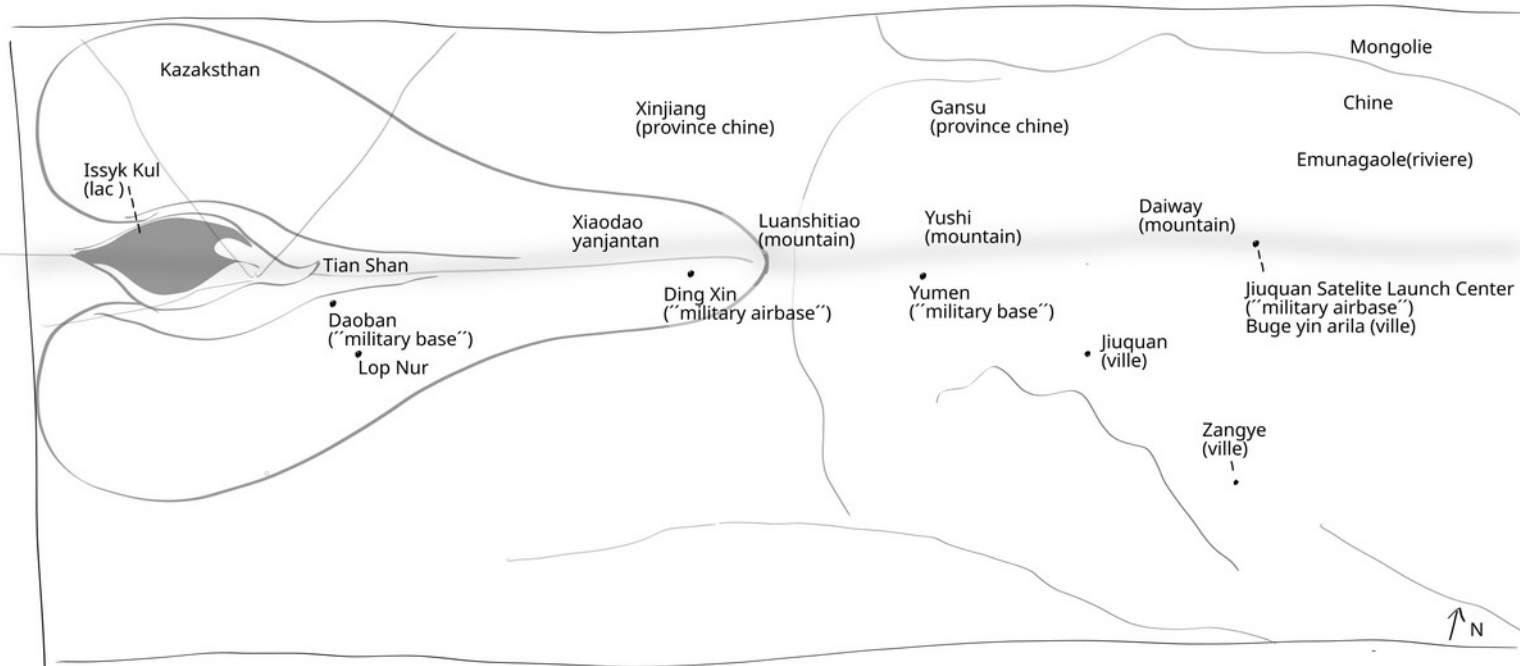 Kazaksthan
Issyk Kul
(lac )
Tian Shan
Daoban
(´´military base´´)
Lop Nur
Xinjiang
(province chine)
Xiaodao
yanjantan
Ding Xin
(´´military airbase´´)
Luanshitiao
(mountain)
Gansu
(province chine)
Yushi
(mountain)
Yumen
(´´military base´´)
Jiuquan
(ville)
Mongolie
Chine
Emunagaole(riviere)
Daiway
(mountain)
Jiuquan Satelite Launch Center
(´´military airbase´´)
Buge yin arila (ville)
Zangye
(ville)
N